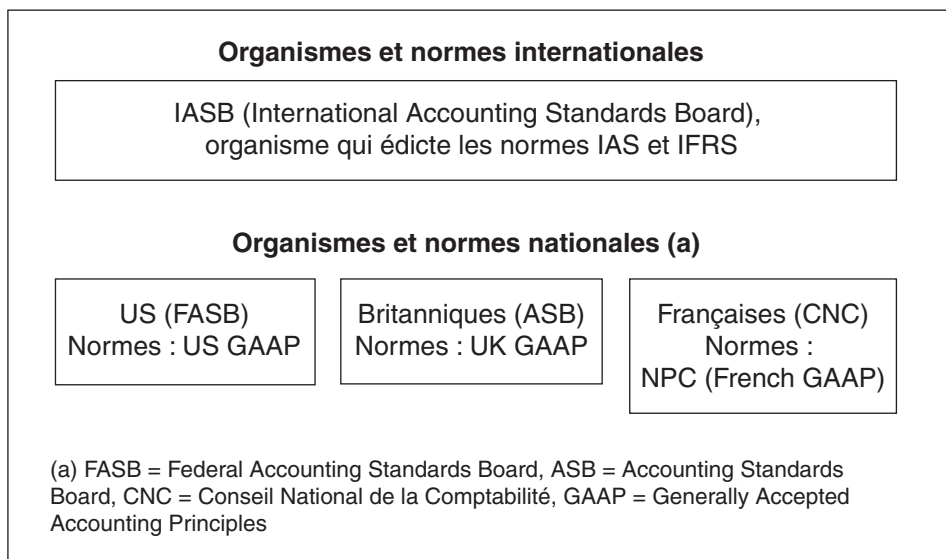 Organismes et normes internationales
IASB (International Accounting Standards Board),
organisme qui édicte les normes IAS et IFRS
Organismes et normes nationales (a)
US (FASB)
Normes : US GAAP
Britanniques (ASB)
Normes : UK GAAP
Françaises (CNC)
Normes :
NPC (French GAAP)
(a) FASB = Federal Accounting Standards Board, ASB = Accounting Standards
Board, CNC = Conseil National de la Comptabilité, GAAP = Generally Accepted
Accounting Principles